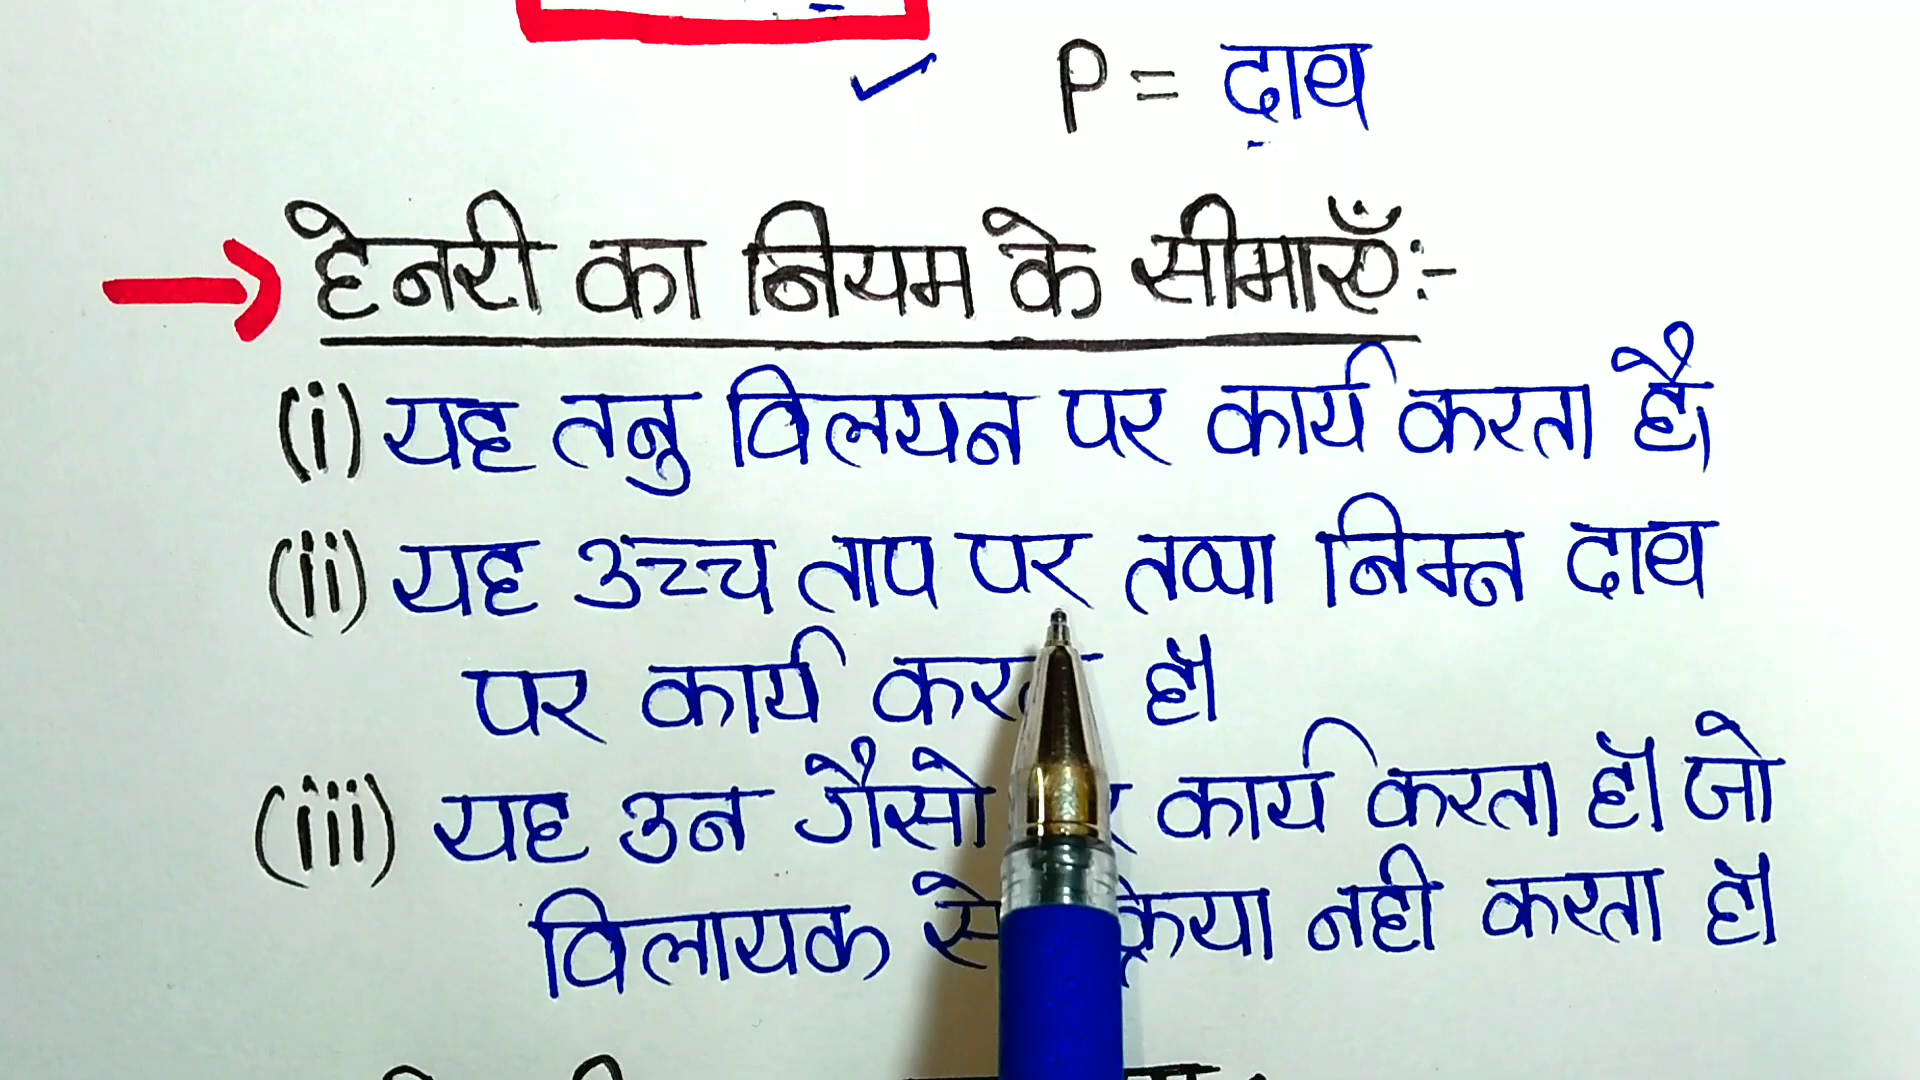 P = दाब
हेनरी का नियम के सीमाएँ:-
(i) यह तनु विलयन पर कार्य करता है।
(ii) यह उच्च ताप पर तथा निम्न दाब
पर कार्य है।
(iii) यह उन गैसो कार्य करता है। जो
विलायक से नही करता है।